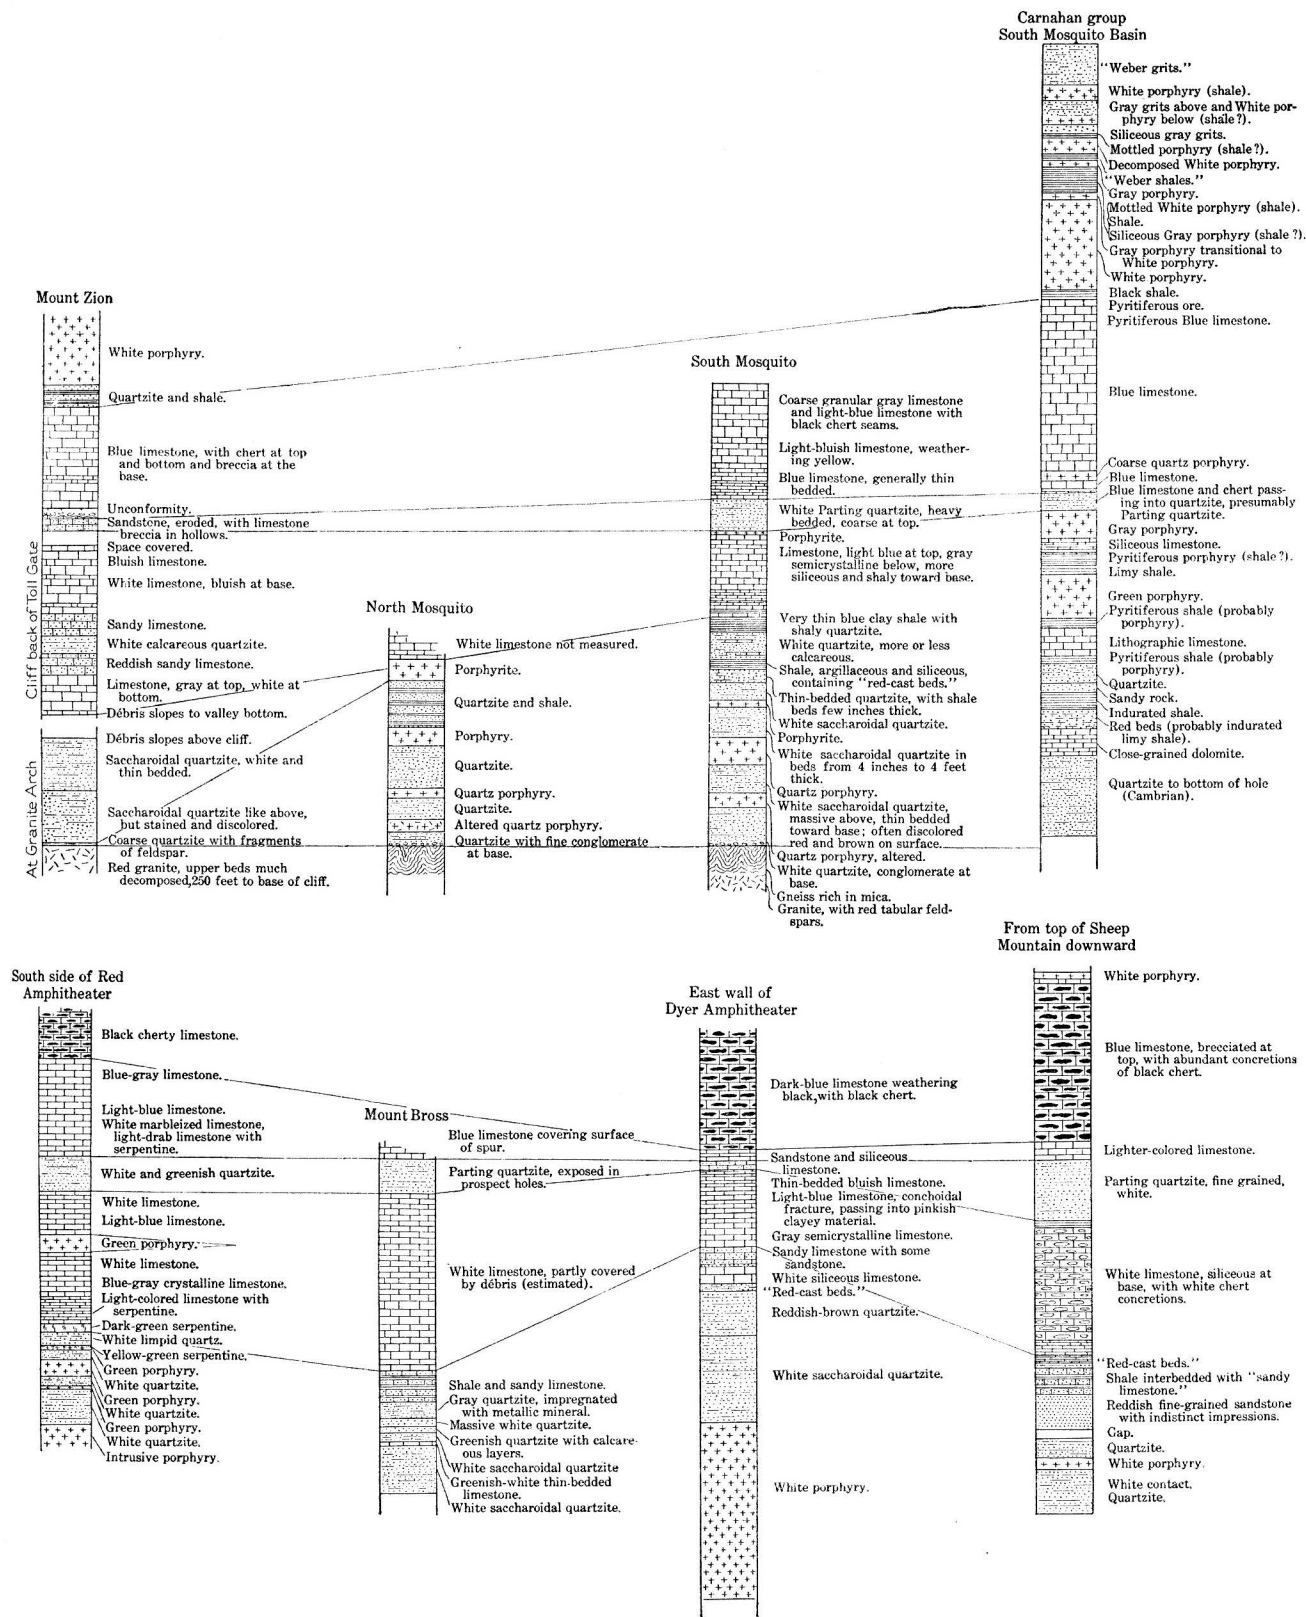 Carnahan group
South Mosquito Basin
"Weber grits."
White porphyry (shale).
Gray grits above and White por-
phyry below (shale?).
Siliceous gray grits.
Mottled porphyry (shale?).
Decomposed White porphyry.
"Weber shales."
Gray porphyry.
Mottled White porphyry (shale).
Shale.
Siliceous Gray porphyry (shale?).
Gray porphyry transitional to
White porphyry.
White porphyry.
Black shale.
Pyritiferous ore.
Pyritiferous Blue limestone.
Blue limestone.
Coarse quartz porphyry.
Blue limestone.
Blue limestone and chert pass-
ing into quartzite, presumably
Parting quartzite.
Gray porphyry.
Siliceous limestone.
Pyritiferous porphyry (shale?).
Limy shale.
Green porphyry.
Pyritiferous shale (probably
porphyry).
Lithographic limestone.
Pyritiferous shale (probably
porphyry).
Quartzite.
Sandy rock.
Indurated shale.
Red beds (probably indurated
limy shale).
Close-grained dolomite.
Quartzite to bottom of hole
(Cambrian).
Mount Zion
White porphyry.
Quartzite and shale.
Blue limestone, with chert at top
and bottom and breccia at the
base.
Unconformity.
Sandstone, eroded, with limestone
breccia in hollows.
Space covered.
Bluish limestone.
White limestone, bluish at base.
Sandy limestone.
White calcareous quartzite.
Reddish sandy limestone.
Limestone, gray at top, white at
bottom.
Débris slopes to valley bottom.
Débris slopes above cliff.
Saccharoidal quartzite, white and
thin bedded.
Saccharoidal quartzite like above,
but stained and discolored.
Coarse quartzite with fragments
of feldspar.
Red granite, upper beds much
decomposed, 250 feet to base of cliff.
Cliff back of Toll Gate
At Granite Arch
North Mosquito
White limestone not measured.
Porphyrite.
Quartzite and shale.
Porphyry.
Quartzite.
Quartz porphyry.
Quartzite.
Altered quartz porphyry.
Quartzite with fine conglomerate
at base.
South Mosquito
Coarse granular gray limestone
and light-blue limestone with
black chert seams.
Light-bluish limestone, weather-
ing yellow.
Blue limestone, generally thin
bedded.
White Parting quartzite, heavy
bedded, coarse at top.
Porphyrite.
Limestone, light blue at top, gray
semicrystalline below, more
siliceous and shaly toward base.
Very thin blue clay shale with
shaly quartzite.
White quartzite, more or less
calcareous.
Shale, argillaceous and siliceous,
containing "red-cast beds."
Thin-bedded quartzite, with shale
beds few inches thick.
White saccharoidal quartzite.
Porphyrite.
White saccharoidal quartzite in
beds from 4 inches to 4 feet
thick.
Quartz porphyry.
White saccharoidal quartzite,
massive above, thin bedded
toward base; often discolored
red and brown on surface.
Quartz porphyry, altered.
White quartzite, conglomerate at
base.
Gneiss rich in mica.
Granite, with red tabular feld-
spars.
South side of Red
Amphitheater
Black cherty limestone.
Blue-gray limestone.
Light-blue limestone.
White marbleized limestone,
light-drab limestone with
serpentine.
White and greenish quartzite.
White limestone.
Light-blue limestone.
Green porphyry.
White limestone.
Blue-gray crystalline limestone.
Light-colored limestone with
serpentine.
Dark-green serpentine.
White limpid quartz.
Yellow-green serpentine.
Green porphyry.
White quartzite.
Green porphyry.
White quartzite.
Green porphyry.
White quartzite.
Intrusive porphyry.
Mount Bross
Blue limestone covering surface
of spur.
Parting quartzite, exposed in
prospect holes.
White limestone, partly covered
by débris (estimated).
Shale and sandy limestone.
Gray quartzite, impregnated
with metallic mineral.
Massive white quartzite.
Greenish quartzite with calcare-
ous layers.
White saccharoidal quartzite
Greenish-white thin-bedded
limestone.
White saccharoidal quartzite.
East wall of
Dyer Amphitheater
Dark-blue limestone weathering
black, with black chert.
Sandstone and siliceous
limestone.
Thin-bedded bluish limestone.
Light-blue limestone, conchoidal
fracture, passing into pinkish
clayey material.
Gray semicrystalline limestone.
Sandy limestone with some
sandstone.
White siliceous limestone.
"Red-cast beds."
Reddish-brown quartzite.
White saccharoidal quartzite.
White porphyry.
From top of Sheep
Mountain downward
White porphyry.
Blue limestone, brecciated at
top, with abundant concretions
of black chert.
Lighter-colored limestone.
Parting quartzite, fine grained,
white.
White limestone, siliceous at
base, with white chert
concretions.
"Red-cast beds."
Shale interbedded with "sandy
limestone."
Reddish fine-grained sandstone
with indistinct impressions.
Gap.
Quartzite.
White porphyry.
White contact.
Quartzite.